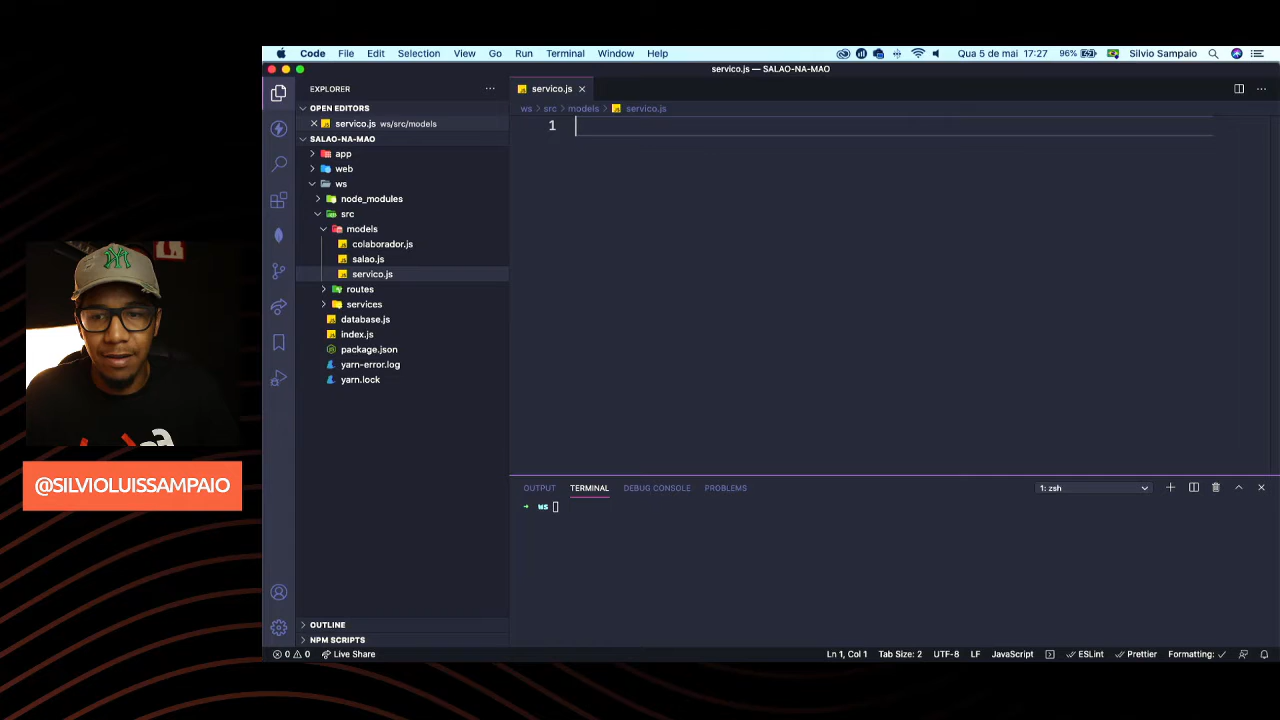 Code File Edit Selection View Go Run Terminal Window Help Qua 5 de mai 17:27 96% Silvio Sampaio
servico.js — SALAO-NA-MAO
EXPLORER
servico.js
OPEN EDITORS
ws > src > models > servico.js
servico.js ws/src/models
1
SALAO-NA-MAO
app
web
ws
node_modules
src
models
colaborador.js
salao.js
servico.js
routes
services
database.js
index.js
package.json
yarn-error.log
yarn.lock
@SILVIOLUISSAMPAIO
OUTPUT TERMINAL DEBUG CONSOLE PROBLEMS 1: zsh
→ ws
OUTLINE
NPM SCRIPTS
0 0 Live Share Ln 1, Col 1 Tab Size: 2 UTF-8 LF JavaScript ESLint Prettier Formatting: ✓